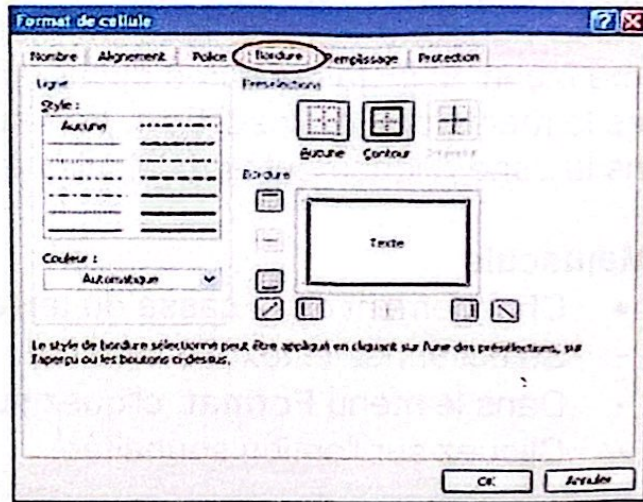 Format de cellule
Nombre Alignement Police Bordure Remplissage Protection
Ligne
Style :
Aucune
Présélections
Aucune Contour
Bordure
Texte
Couleur :
Automatique
Le style de bordure sélectionné peut être appliqué en cliquant sur l'une des présélections, sur
l'aperçu ou les boutons ci-dessus.
OK Annuler